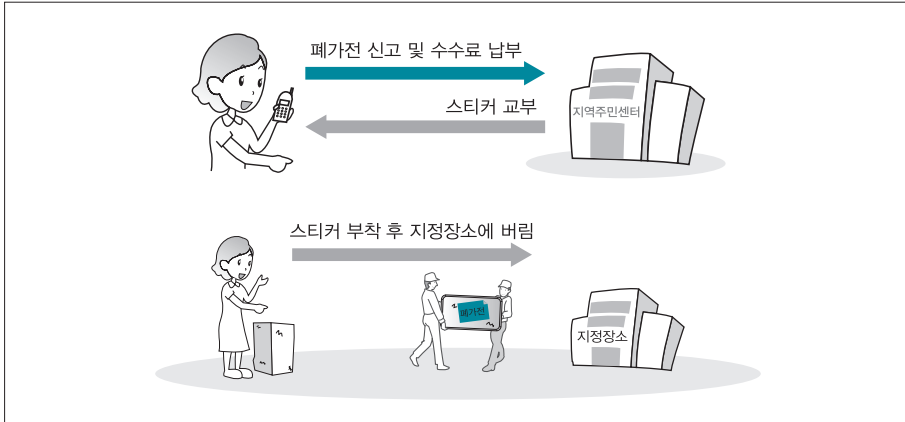 폐가전 신고 및 수수료 납부
스티커 교부
지역주민센터
스티커 부착 후 지정장소에 버림
폐가전
지정장소